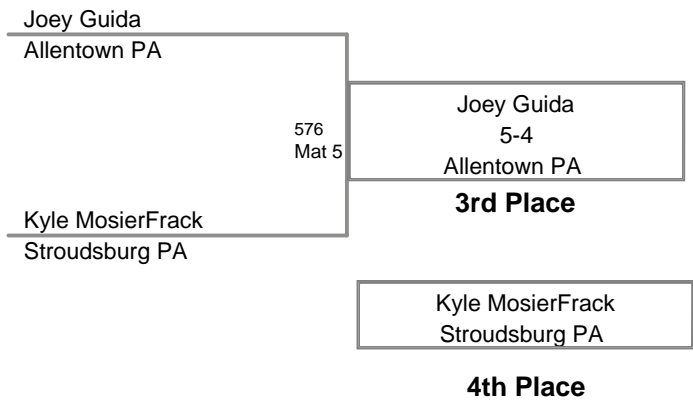 Joey Guida
Allentown PA
576
Mat 5
Joey Guida
5-4
Allentown PA
3rd Place
Kyle MosierFrack
Stroudsburg PA
Kyle MosierFrack
Stroudsburg PA
4th Place